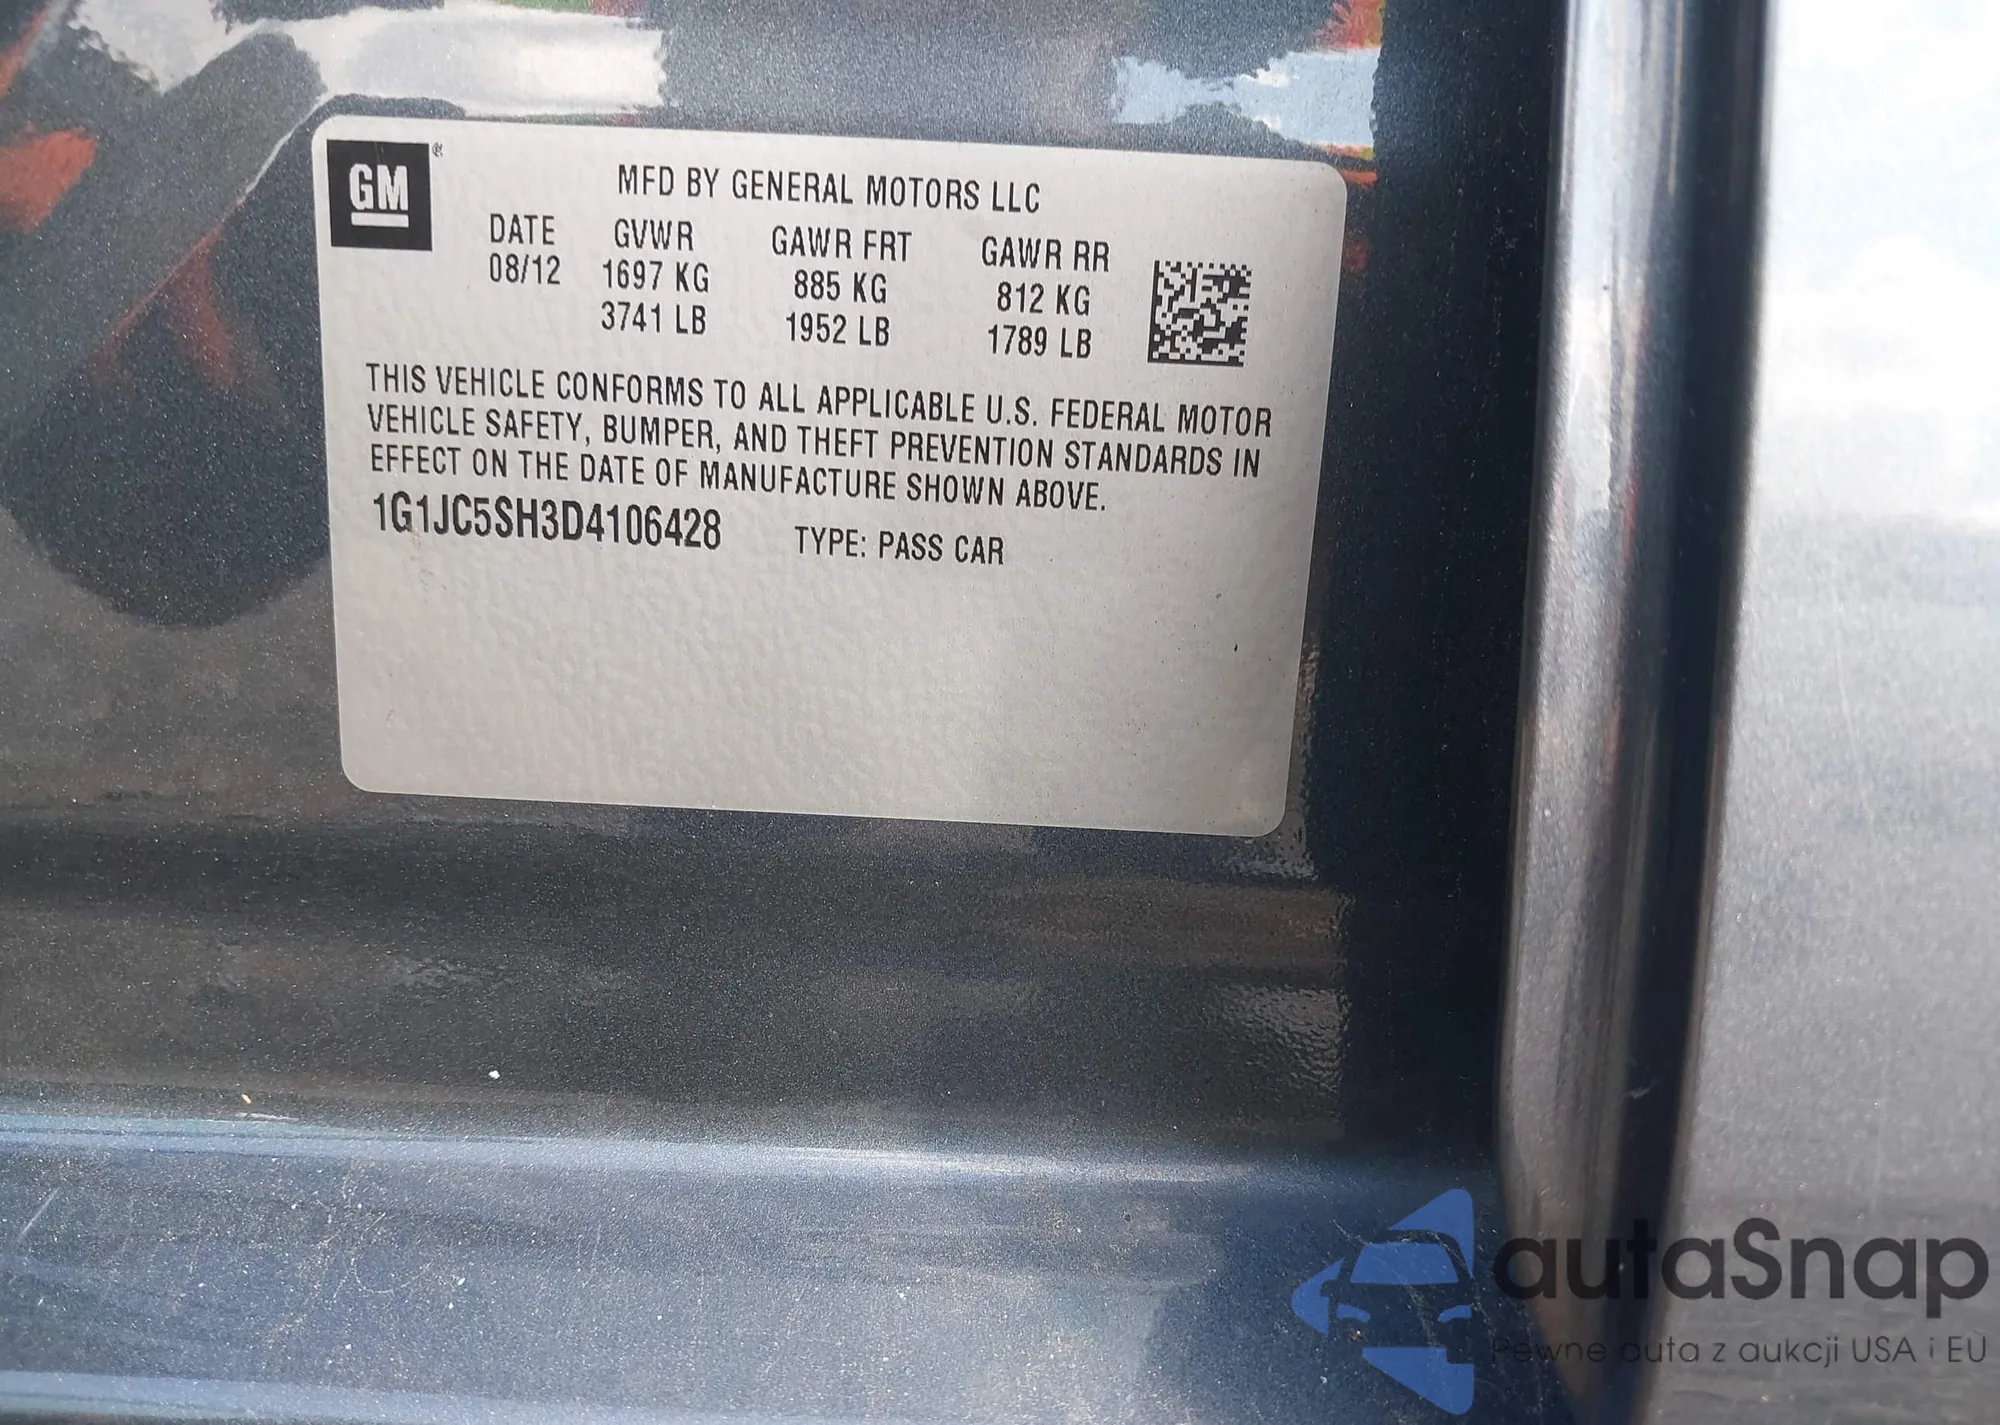 GM
MFD BY GENERAL MOTORS LLC
DATE GVWR GAWR FRT GAWR RR
08/12 1697 KG 885 KG 812 KG
3741 LB 1952 LB 1789 LB
THIS VEHICLE CONFORMS TO ALL APPLICABLE U.S. FEDERAL MOTOR
VEHICLE SAFETY, BUMPER, AND THEFT PREVENTION STANDARDS IN
EFFECT ON THE DATE OF MANUFACTURE SHOWN ABOVE.
1G1JC5SH3D4106428 TYPE: PASS CAR
autaSnap
Pewne auta z aukcji USA i EU